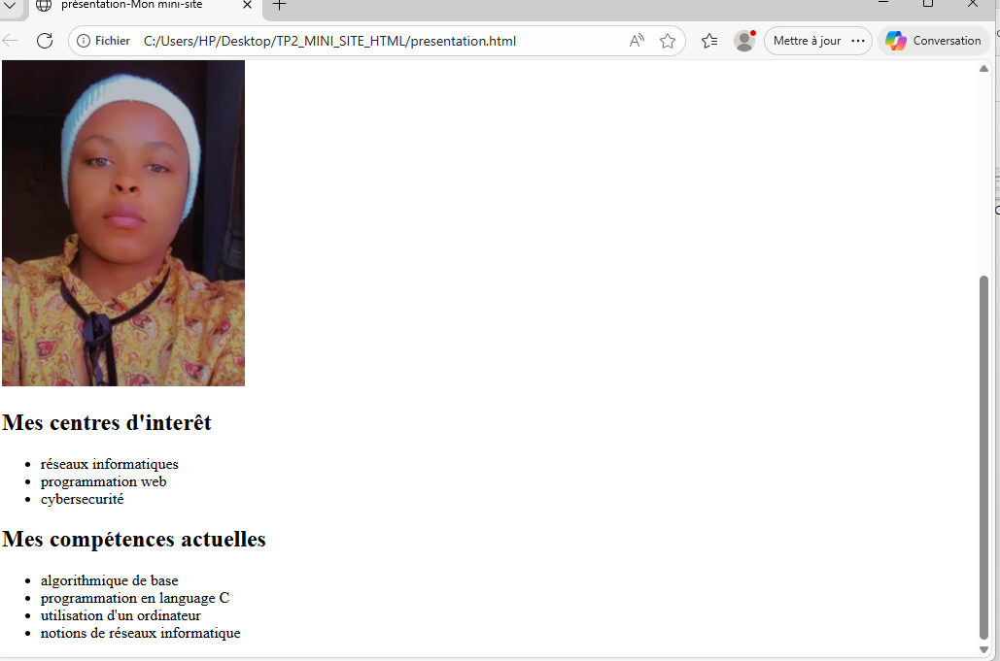 présentation-Mon mini-site
Fichier C:/Users/HP/Desktop/TP2_MINI_SITE_HTML/presentation.html
Mettre à jour
Conversation
Mes centres d'interêt
réseaux informatiques
programmation web
cybersecurité
Mes compétences actuelles
algorithmique de base
programmation en language C
utilisation d'un ordinateur
notions de réseaux informatique